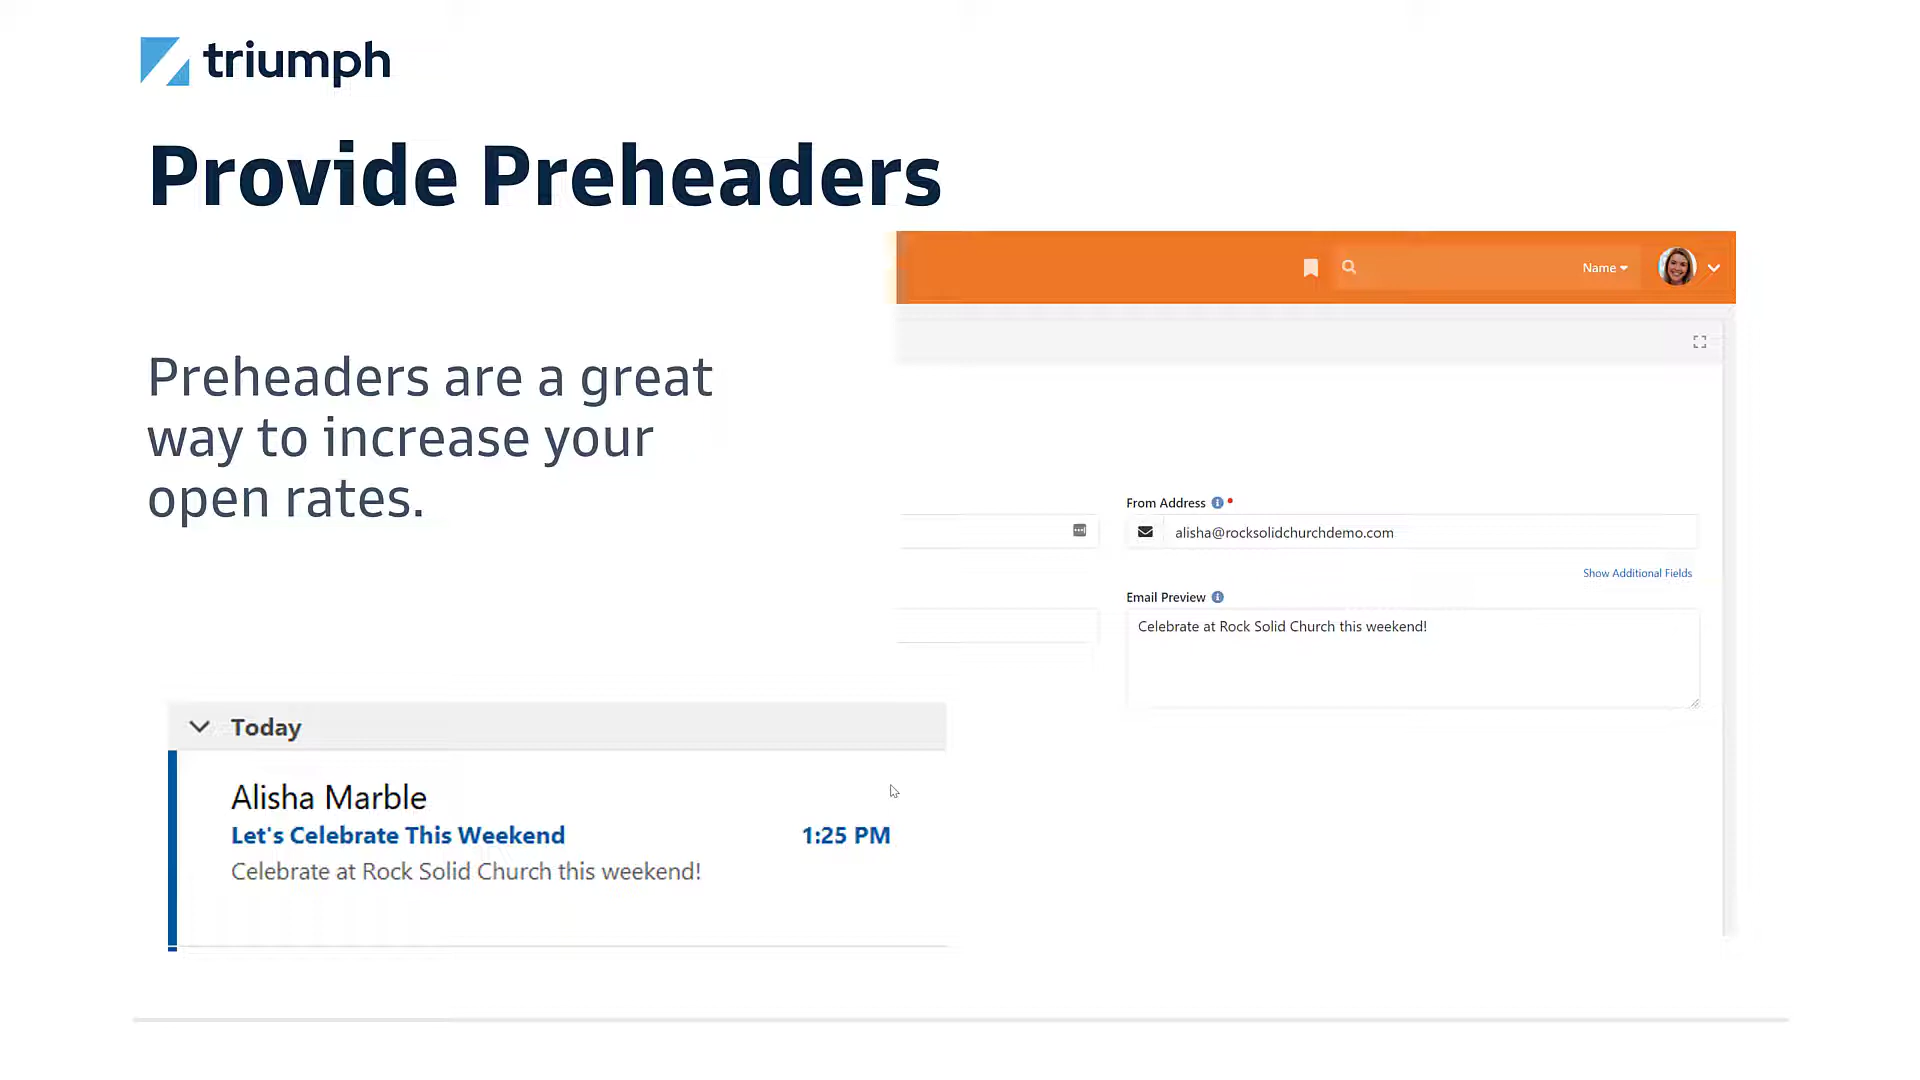 triumph
Provide Preheaders
Preheaders are a great
way to increase your
open rates.
Name
From Address
alisha@rocksolidchurchdemo.com
Show Additional Fields
Email Preview
Celebrate at Rock Solid Church this weekend!
Today
Alisha Marble
Let's Celebrate This Weekend
1:25 PM
Celebrate at Rock Solid Church this weekend!